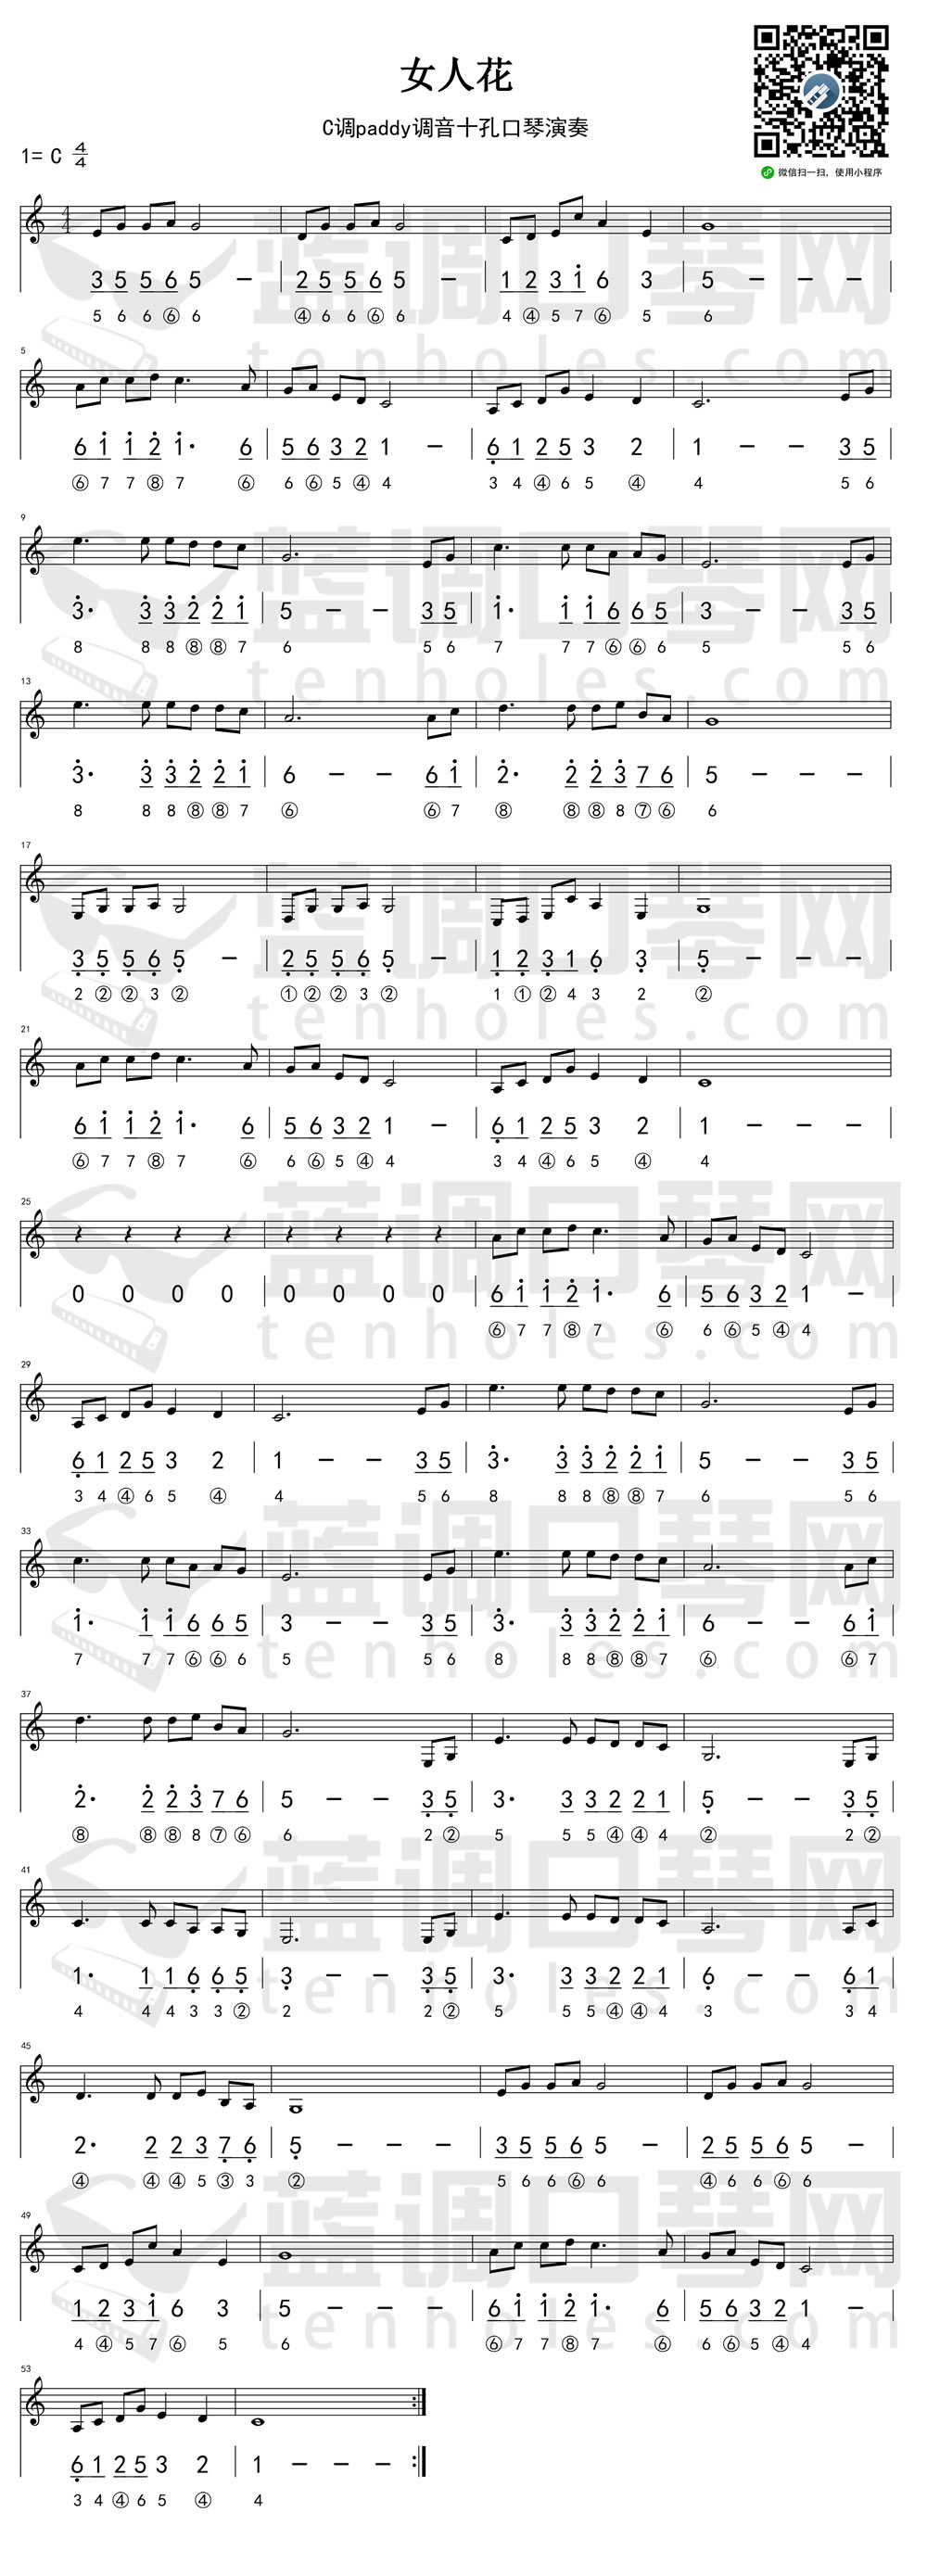 女人花
C调paddy调音十孔口琴演奏
1= C 4/4
微信扫一扫，使用小程序
3 5 5 6 5 - | 2 5 5 6 5 - | 1 2 3 1̇ 6 3 | 5 - - - |
5 6 6 ⑥ 6 ④ 6 6 ⑥ 6 4 ④ 5 7 ⑥ 5 6
5
6 1̇ 1̇ 2̇ 1̇· 6 | 5 6 3 2 1 - | 6̣ 1 2 5 3 2 | 1 - - 3 5 |
⑥ 7 7 ⑧ 7 ⑥ 6 ⑥ 5 ④ 4 3 4 ④ 6 5 ④ 4 5 6
9
3̇· 3̇ 3̇ 2̇ 2̇ 1̇ | 5 - - 3 5 | 1̇· 1̇ 1̇ 6 6 5 | 3 - - 3 5 |
8 8 8 ⑧ ⑧ 7 6 5 6 7 7 7 ⑥ ⑥ 6 5 5 6
13
3̇· 3̇ 3̇ 2̇ 2̇ 1̇ | 6 - - 6 1̇ | 2̇· 2̇ 2̇ 3̇ 7 6 | 5 - - - |
8 8 8 ⑧ ⑧ 7 ⑥ ⑥ 7 ⑧ ⑧ ⑧ 8 ⑦ ⑥ 6
17
3̣ 5̣ 5̣ 6̣ 5̣ - | 2̣ 5̣ 5̣ 6̣ 5̣ - | 1̣ 2̣ 3̣ 1 6̣ 3̣ | 5̣ - - - |
2 ② ② 3 ② ① ② ② 3 ② 1 ① ② 4 3 2 ②
21
6 1̇ 1̇ 2̇ 1̇· 6 | 5 6 3 2 1 - | 6̣ 1 2 5 3 2 | 1 - - - |
⑥ 7 7 ⑧ 7 ⑥ 6 ⑥ 5 ④ 4 3 4 ④ 6 5 ④ 4
25
0 0 0 0 | 0 0 0 0 | 6 1̇ 1̇ 2̇ 1̇· 6 | 5 6 3 2 1 - |
⑥ 7 7 ⑧ 7 ⑥ 6 ⑥ 5 ④ 4
29
6̣ 1 2 5 3 2 | 1 - - 3 5 | 3̇· 3̇ 3̇ 2̇ 2̇ 1̇ | 5 - - 3 5 |
3 4 ④ 6 5 ④ 4 5 6 8 8 8 ⑧ ⑧ 7 6 5 6
33
1̇· 1̇ 1̇ 6 6 5 | 3 - - 3 5 | 3̇· 3̇ 3̇ 2̇ 2̇ 1̇ | 6 - - 6 1̇ |
7 7 7 ⑥ ⑥ 6 5 5 6 8 8 8 ⑧ ⑧ 7 ⑥ ⑥ 7
37
2̇· 2̇ 2̇ 3̇ 7 6 | 5 - - 3̣ 5̣ | 3· 3 3 2 2 1 | 5̣ - - 3̣ 5̣ |
⑧ ⑧ ⑧ 8 ⑦ ⑥ 6 2 ② 5 5 5 ④ ④ 4 ② 2 ②
41
1· 1 1 6̣ 6̣ 5̣ | 3̣ - - 3̣ 5̣ | 3· 3 3 2 2 1 | 6̣ - - 6̣ 1 |
4 4 4 3 3 ② 2 2 ② 5 5 5 ④ ④ 4 3 3 4
45
2· 2 2 3 7̣ 6̣ | 5̣ - - - | 3 5 5 6 5 - | 2 5 5 6 5 - |
④ ④ ④ 5 ③ 3 ② 5 6 6 ⑥ 6 ④ 6 6 ⑥ 6
49
1 2 3 1̇ 6 3 | 5 - - - | 6 1̇ 1̇ 2̇ 1̇· 6 | 5 6 3 2 1 - |
4 ④ 5 7 ⑥ 5 6 ⑥ 7 7 ⑧ 7 ⑥ 6 ⑥ 5 ④ 4
53
6̣ 1 2 5 3 2 | 1 - - - :|
3 4 ④ 6 5 ④ 4
蓝调口琴网
tenholes.com